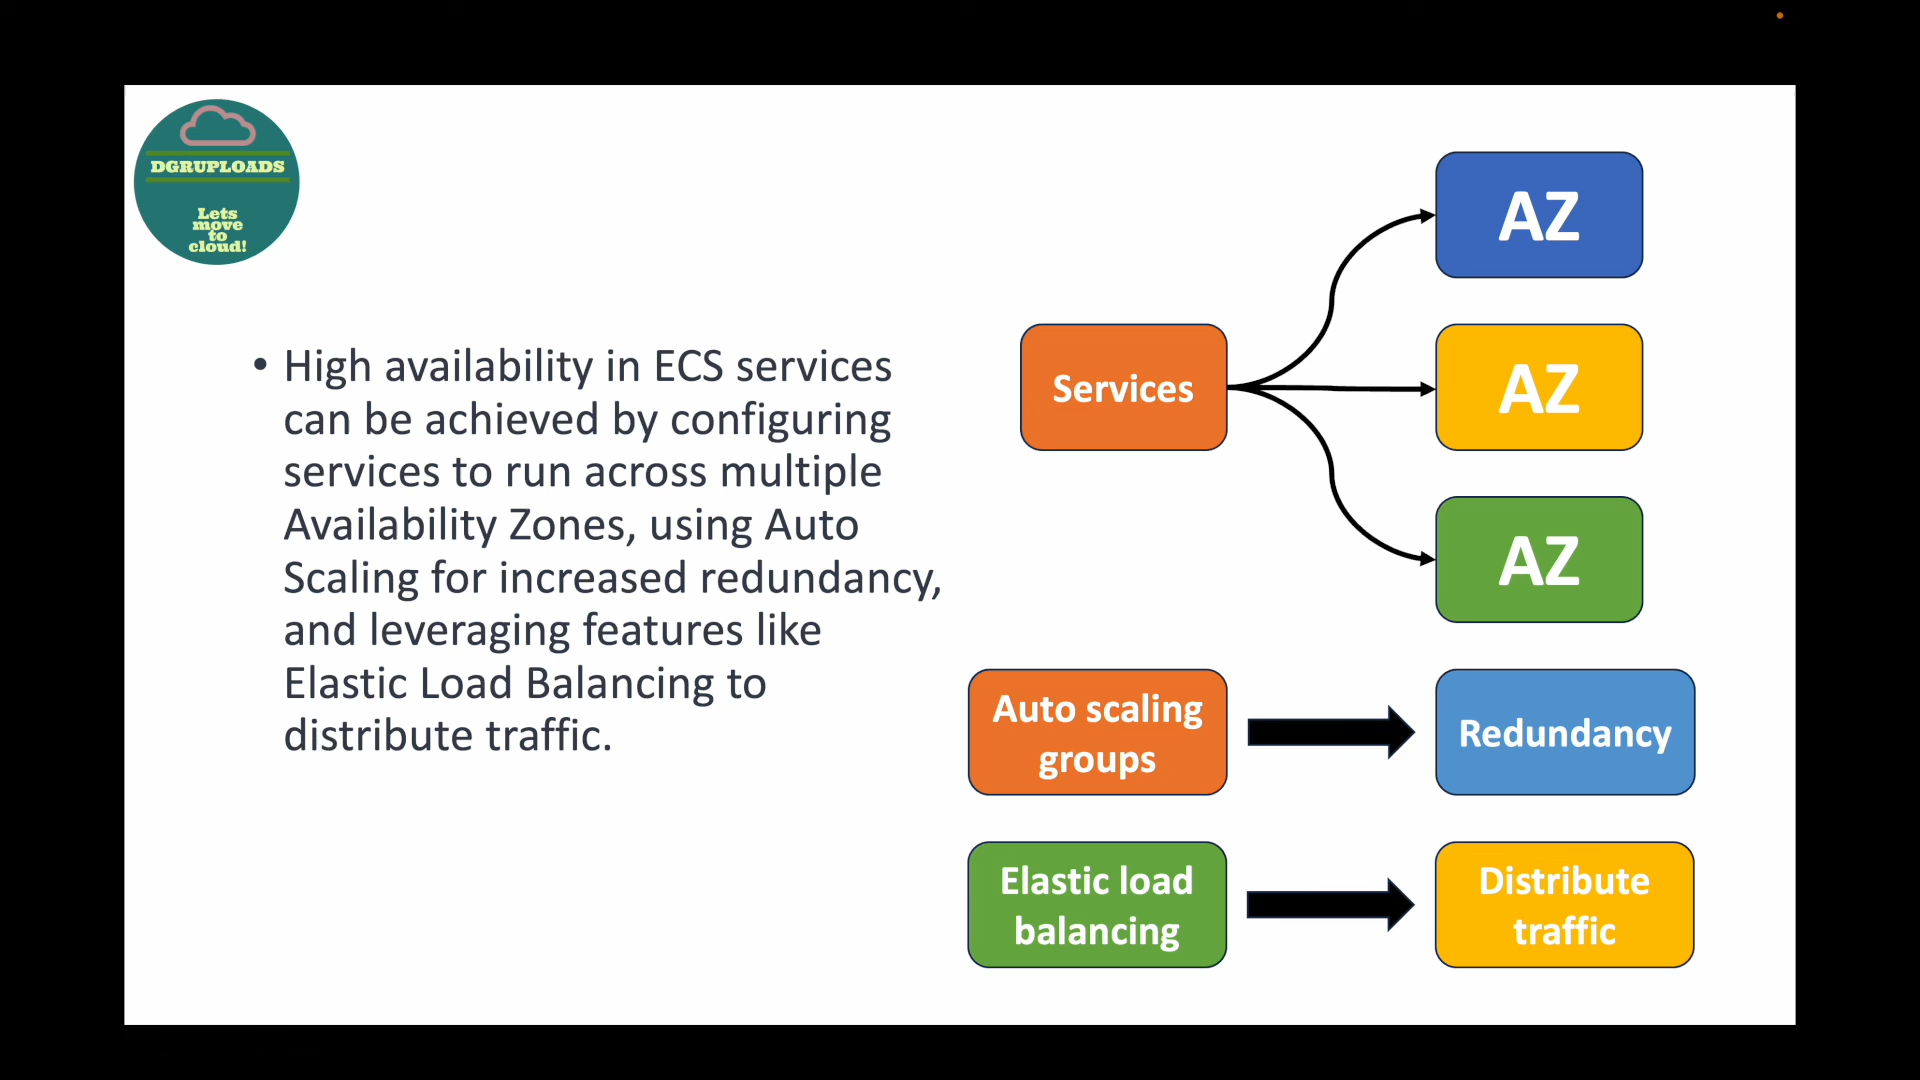 DGRUPLOADS
Lets
move
to
cloud!
• High availability in ECS services
can be achieved by configuring
services to run across multiple
Availability Zones, using Auto
Scaling for increased redundancy,
and leveraging features like
Elastic Load Balancing to
distribute traffic.
Services
AZ
AZ
AZ
Auto scaling
groups
Redundancy
Elastic load
balancing
Distribute
traffic